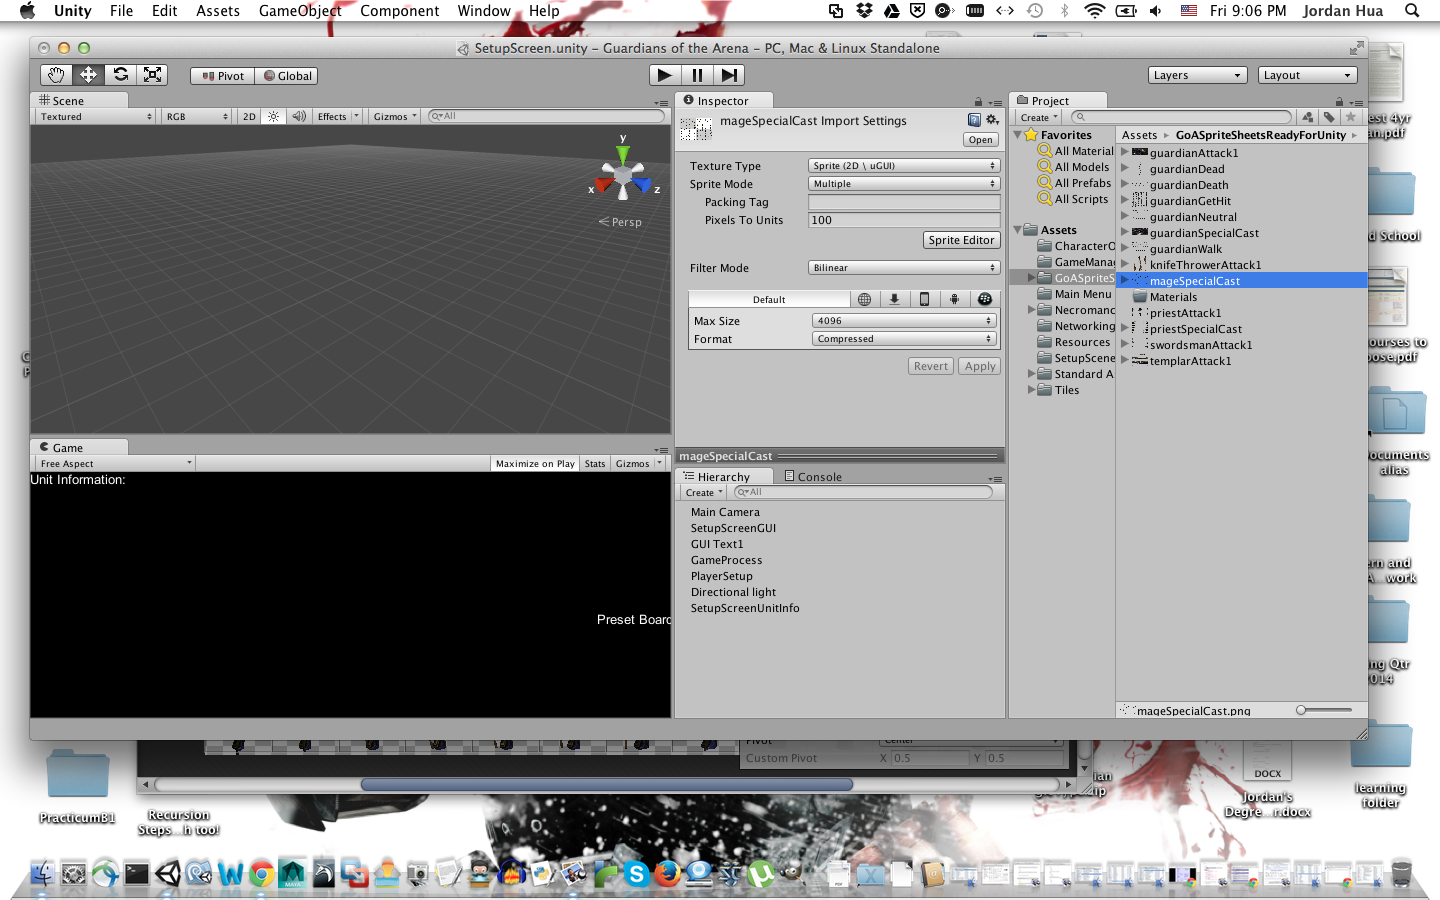 Unity File Edit Assets GameObject Component Window Help Fri 9:06 PM Jordan Hua
SetupScreen.unity - Guardians of the Arena - PC, Mac & Linux Standalone
Pivot Global Layers Layout
Scene
Textured RGB 2D Effects Gizmos All
y
x z
Persp
Game
Free Aspect Maximize on Play Stats Gizmos
Unit Information:
Preset Board
Inspector
mageSpecialCast Import Settings
Open
Texture Type Sprite (2D \ uGUI)
Sprite Mode Multiple
Packing Tag
Pixels To Units 100
Sprite Editor
Filter Mode Bilinear
Default
Max Size 4096
Format Compressed
Revert Apply
mageSpecialCast
Hierarchy Console
Create All
Main Camera
SetupScreenGUI
GUI Text1
GameProcess
PlayerSetup
Directional light
SetupScreenUnitInfo
Project
Create
Favorites
All Material
All Models
All Prefabs
All Scripts
Assets
CharacterO
GameManag
GoASpriteS
Main Menu
Necromanc
Networking
Resources
SetupScene
Standard A
Tiles
Assets GoASpriteSheetsReadyForUnity
guardianAttack1
guardianDead
guardianDeath
guardianGetHit
guardianNeutral
guardianSpecialCast
guardianWalk
knifeThrowerAttack1
mageSpecialCast
Materials
priestAttack1
priestSpecialCast
swordsmanAttack1
templarAttack1
mageSpecialCast.png
Pivot Center
Custom Pivot X 0.5 Y 0.5
est 4yr
an.pdf
d School
ourses to
ose.pdf
ocuments
alias
ern and
A...work
ng Qtr
2014
learning
folder
DOCX
Jordan's
Degre...r.docx
PracticumB1
Recursion
Steps...h too!
MAYA